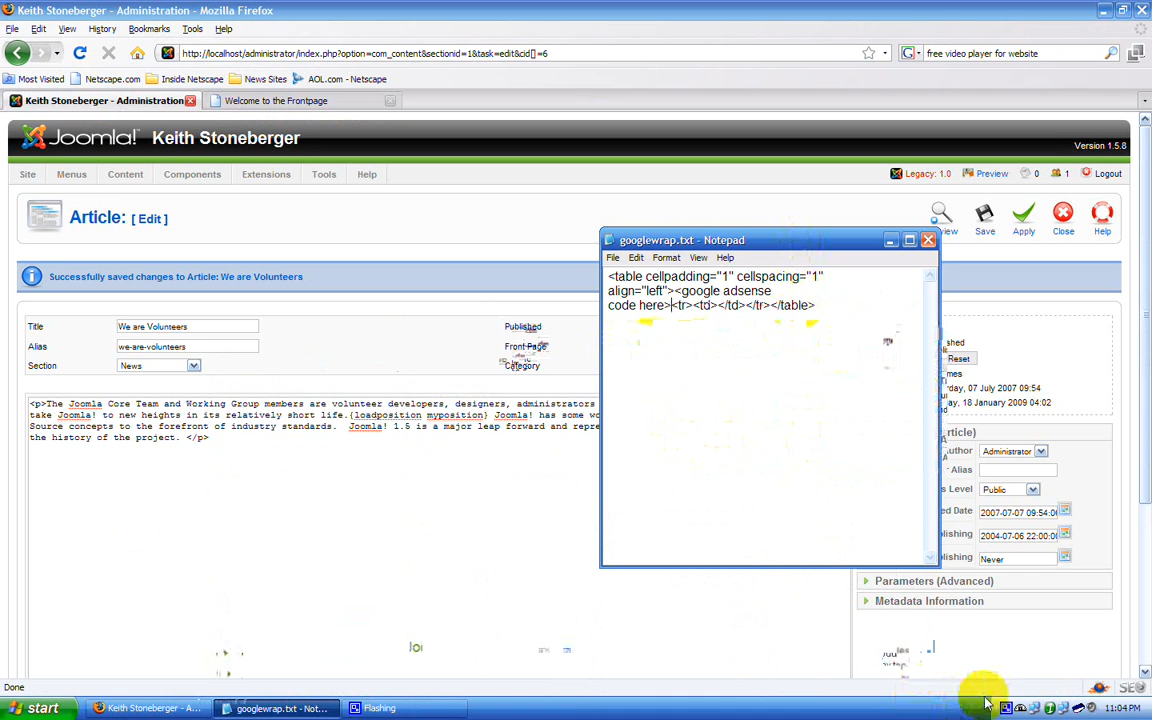 Keith Stoneberger - Administration - Mozilla Firefox
File Edit View History Bookmarks Tools Help
http://localhost/administrator/index.php?option=com_content&sectionid=1&task=edit&cid[]=6
free video player for website
Most Visited Netscape.com Inside Netscape News Sites AOL.com - Netscape
Keith Stoneberger - Administration Welcome to the Frontpage
Joomla! Keith Stoneberger
Version 1.5.8
Site Menus Content Components Extensions Tools Help
Legacy: 1.0 Preview 0 1 Logout
Article: [ Edit ]
view Save Apply Close Help
googlewrap.txt - Notepad
File Edit Format View Help
<table cellpadding="1" cellspacing="1"
align="left"><google adsense
code here><tr><td></td></tr></table>
Successfully saved changes to Article: We are Volunteers
Title We are Volunteers Published
Alias we-are-volunteers Front Page
Section News Category
shed
Reset
mes
day, 07 July 2007 09:54
ay, 18 January 2009 04:02
<p>The Joomla Core Team and Working Group members are volunteer developers, designers, administrators
take Joomla! to new heights in its relatively short life.{loadposition myposition} Joomla! has some wo
Source concepts to the forefront of industry standards. Joomla! 1.5 is a major leap forward and repre
the history of the project. </p>
rticle)
uthor Administrator
Alias
s Level Public
ed Date 2007-07-07 09:54:0
blishing 2004-07-06 22:00:0
blishing Never
Parameters (Advanced)
Metadata Information
Done
start Keith Stoneberger - A... googlewrap.txt - Not... Flashing 11:04 PM